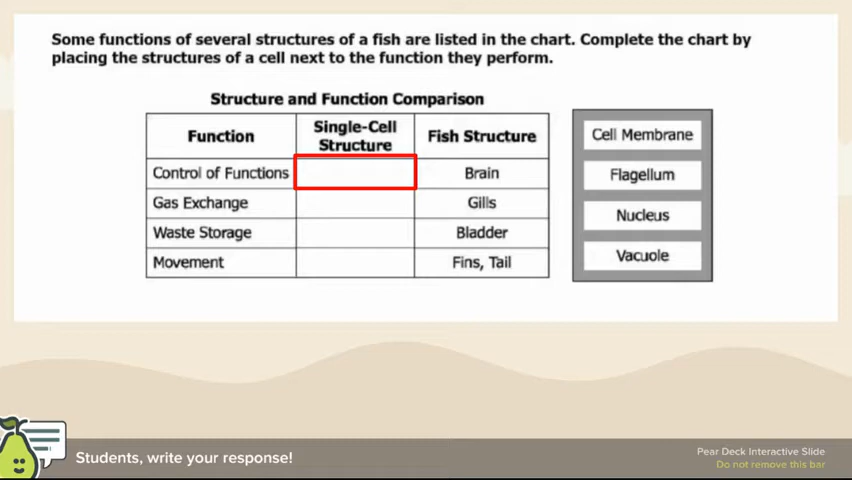 Some functions of several structures of a fish are listed in the chart. Complete the chart by
placing the structures of a cell next to the function they perform.
Structure and Function Comparison
Function
Single-Cell
Structure
Fish Structure
Control of Functions
Brain
Gas Exchange
Gills
Waste Storage
Bladder
Movement
Fins, Tail
Cell Membrane
Flagellum
Nucleus
Vacuole
Students, write your response!
Pear Deck Interactive Slide
Do not remove this bar